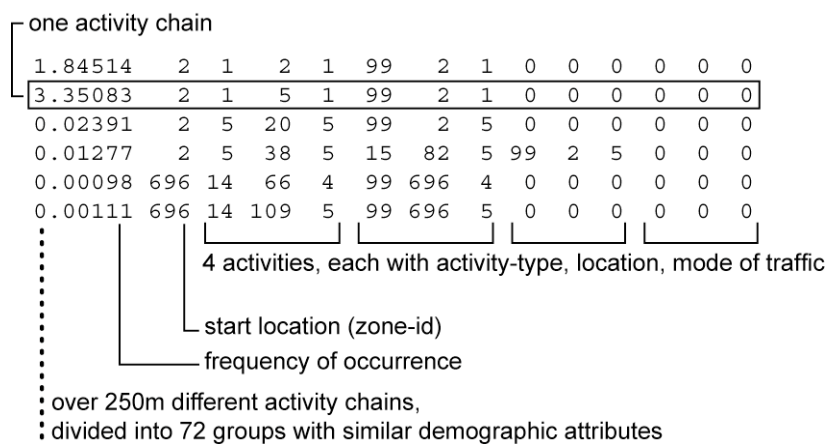 one activity chain
1.84514 2 1 2 1 99 2 1 0 0 0 0 0 0
3.35083 2 1 5 1 99 2 1 0 0 0 0 0 0
0.02391 2 5 20 5 99 2 5 0 0 0 0 0 0
0.01277 2 5 38 5 15 82 5 99 2 5 0 0 0
0.00098 696 14 66 4 99 696 4 0 0 0 0 0 0
0.00111 696 14 109 5 99 696 5 0 0 0 0 0 0
4 activities, each with activity-type, location, mode of traffic
start location (zone-id)
frequency of occurrence
over 250m different activity chains,
divided into 72 groups with similar demographic attributes